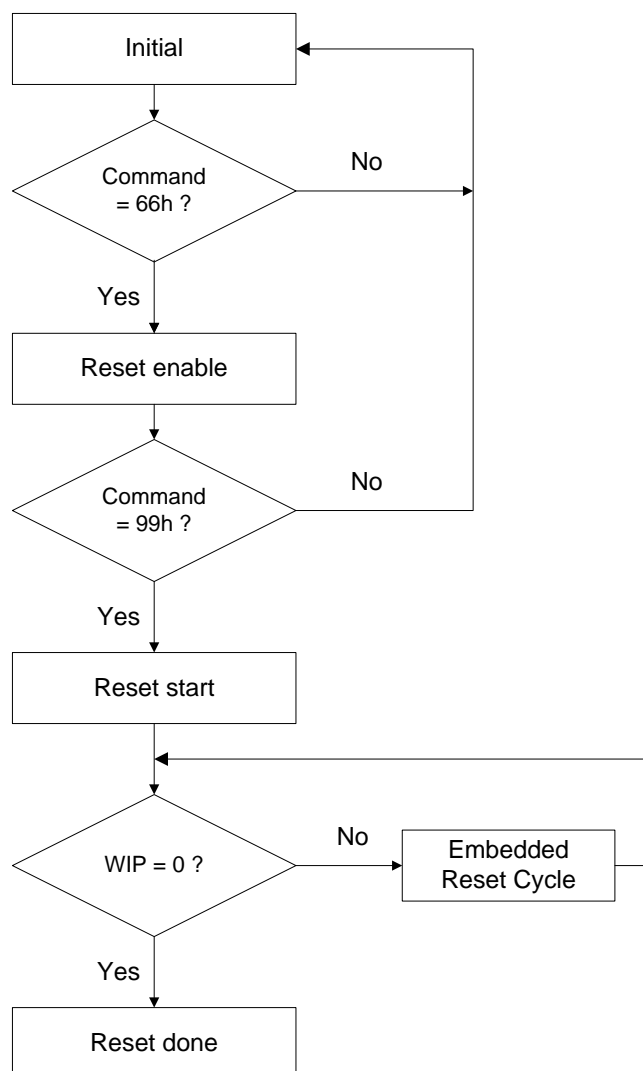 Initial
Command
= 66h ?
No
Yes
Reset enable
Command
= 99h ?
No
Yes
Reset start
WIP = 0 ?
No
Embedded
Reset Cycle
Yes
Reset done